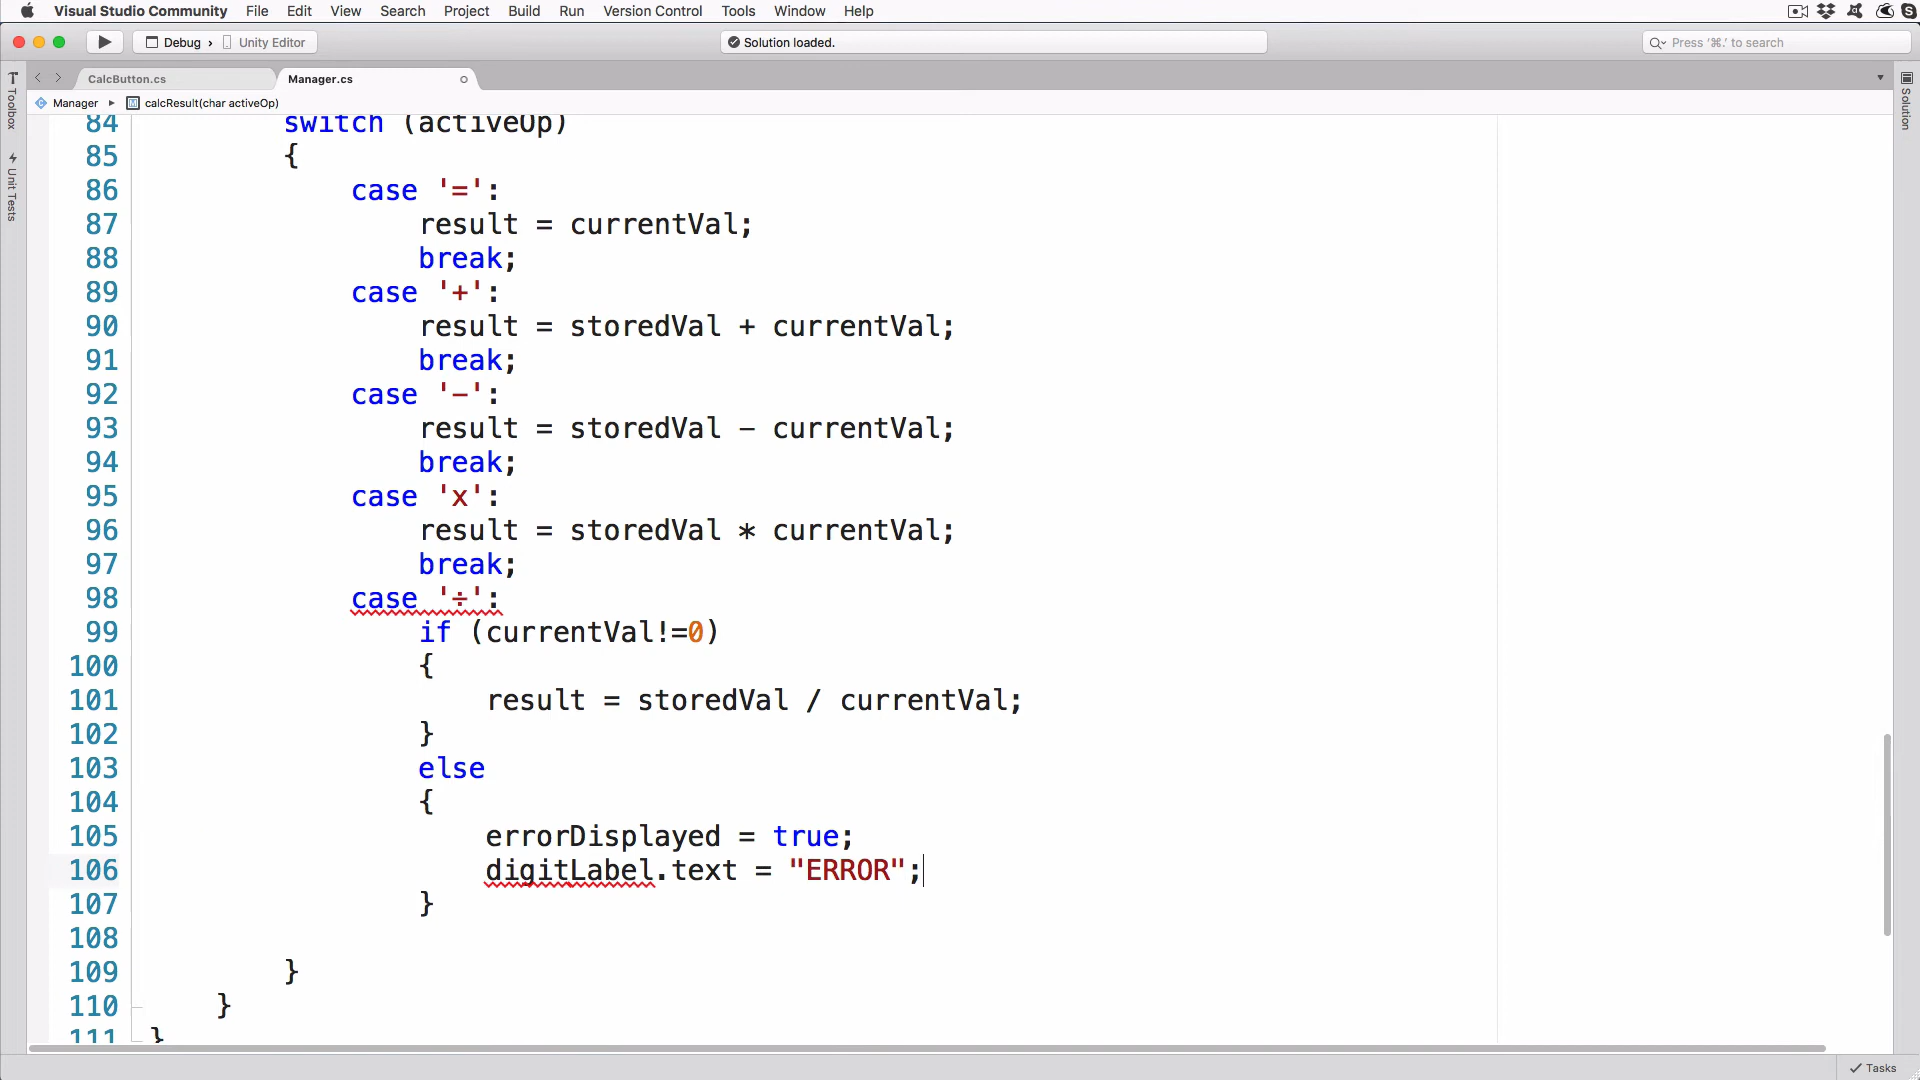 Visual Studio Community File Edit View Search Project Build Run Version Control Tools Window Help
Debug › Unity Editor
Solution loaded.
Press '⌘.' to search
CalcButton.cs
Manager.cs
Manager ▸ calcResult(char activeOp)
Toolbox
Unit Tests
Solution
84 switch (activeOp)
85 {
86 case '=':
87 result = currentVal;
88 break;
89 case '+':
90 result = storedVal + currentVal;
91 break;
92 case '−':
93 result = storedVal − currentVal;
94 break;
95 case 'x':
96 result = storedVal * currentVal;
97 break;
98 case '÷':
99 if (currentVal!=0)
100 {
101 result = storedVal / currentVal;
102 }
103 else
104 {
105 errorDisplayed = true;
106 digitLabel.text = "ERROR";
107 }
108
109 }
110 }
111 }
Tasks